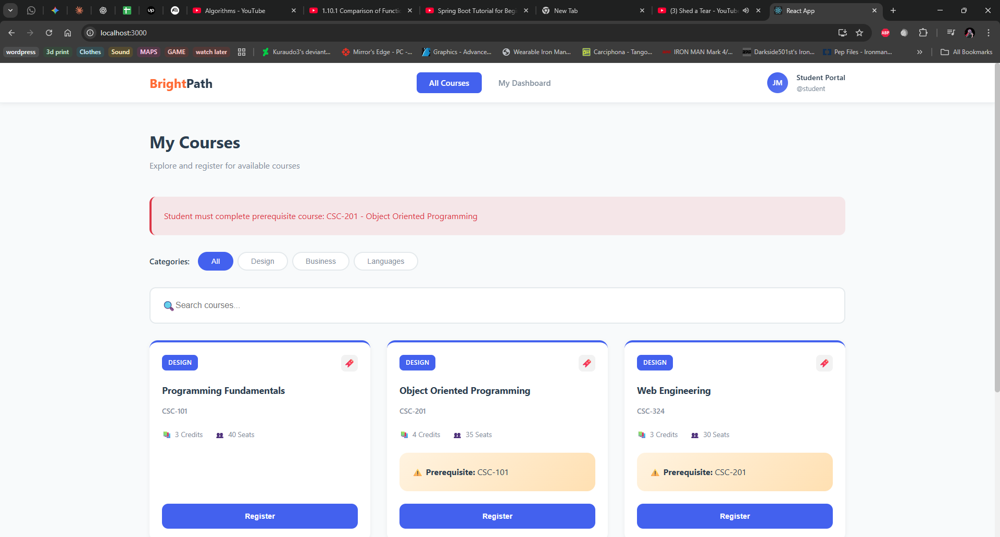 Algorithms - YouTube
1.10.1 Comparison of Functio
Spring Boot Tutorial for Begi
New Tab
(3) Shed a Tear - YouTube
React App
localhost:3000
ABP
wordpress
3d print
Clothes
Sound
MAPS
GAME
watch later
Kuraudo3's deviant...
Mirror's Edge - PC -...
Graphics - Advance...
Wearable Iron Man...
Carciphona - Tango...
IRON MAN Mark 4/...
Darkside501st's Iron...
Pep Files - Ironman...
All Bookmarks
BrightPath
All Courses
My Dashboard
JM
Student Portal
@student
My Courses
Explore and register for available courses
Student must complete prerequisite course: CSC-201 - Object Oriented Programming
Categories:
All
Design
Business
Languages
Search courses...
DESIGN
Programming Fundamentals
CSC-101
3 Credits
40 Seats
Register
DESIGN
Object Oriented Programming
CSC-201
4 Credits
35 Seats
Prerequisite: CSC-101
Register
DESIGN
Web Engineering
CSC-324
3 Credits
30 Seats
Prerequisite: CSC-201
Register